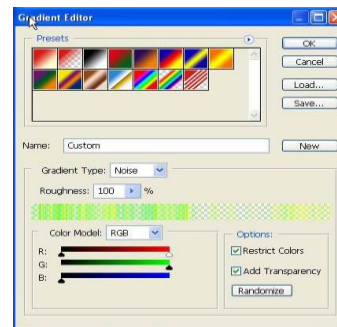 Gradient Editor
Presets
OK
Cancel
Load...
Save...
Name: Custom
New
Gradient Type: Noise
Roughness: 100 %
Color Model: RGB
R:
G:
B:
Options:
Restrict Colors
Add Transparency
Randomize